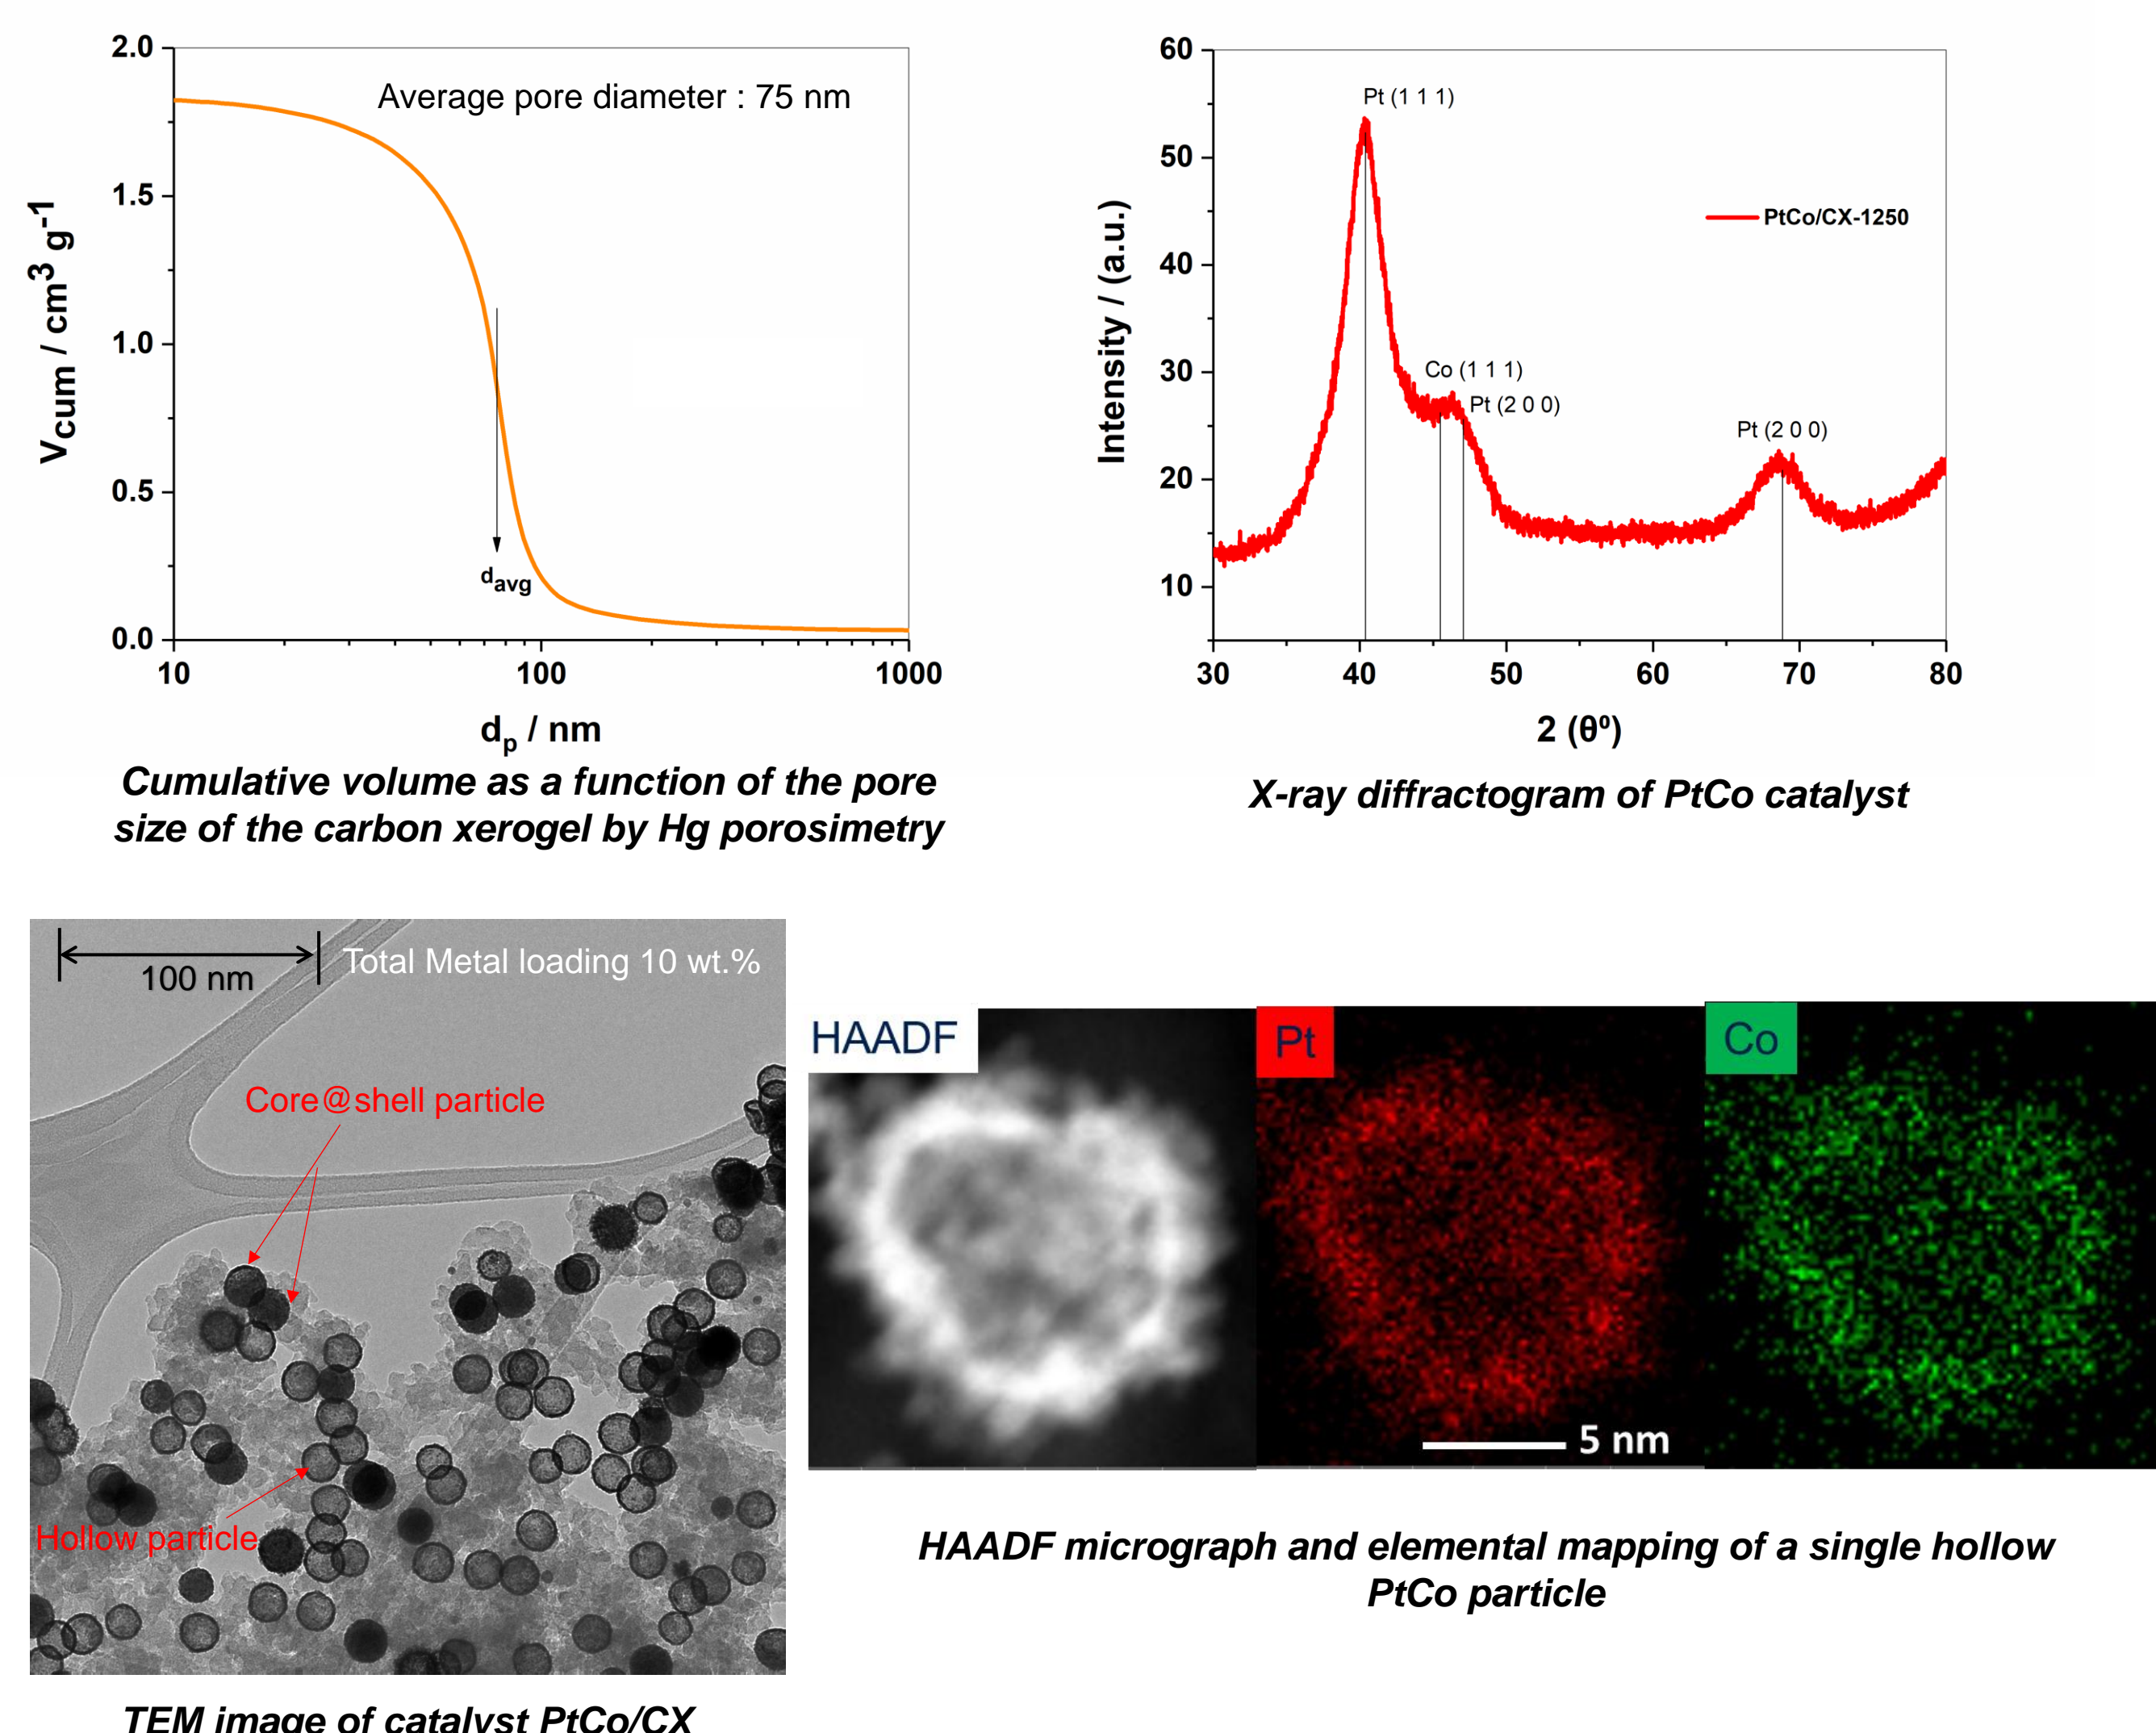 2.0
1.5
1.0
0.5
0.0
10
100
1000
Vcum / cm3 g-1
Average pore diameter : 75 nm
davg
dp / nm
Cumulative volume as a function of the pore
size of the carbon xerogel by Hg porosimetry
60
50
40
30
20
10
30
40
50
60
70
80
Intensity / (a.u.)
Pt (1 1 1)
PtCo/CX-1250
Co (1 1 1)
Pt (2 0 0)
Pt (2 0 0)
2 (θ⁰)
X-ray diffractogram of PtCo catalyst
100 nm
Total Metal loading 10 wt.%
Core@shell particle
Hollow particle
TEM image of catalyst PtCo/CX
HAADF
Pt
Co
5 nm
HAADF micrograph and elemental mapping of a single hollow
PtCo particle